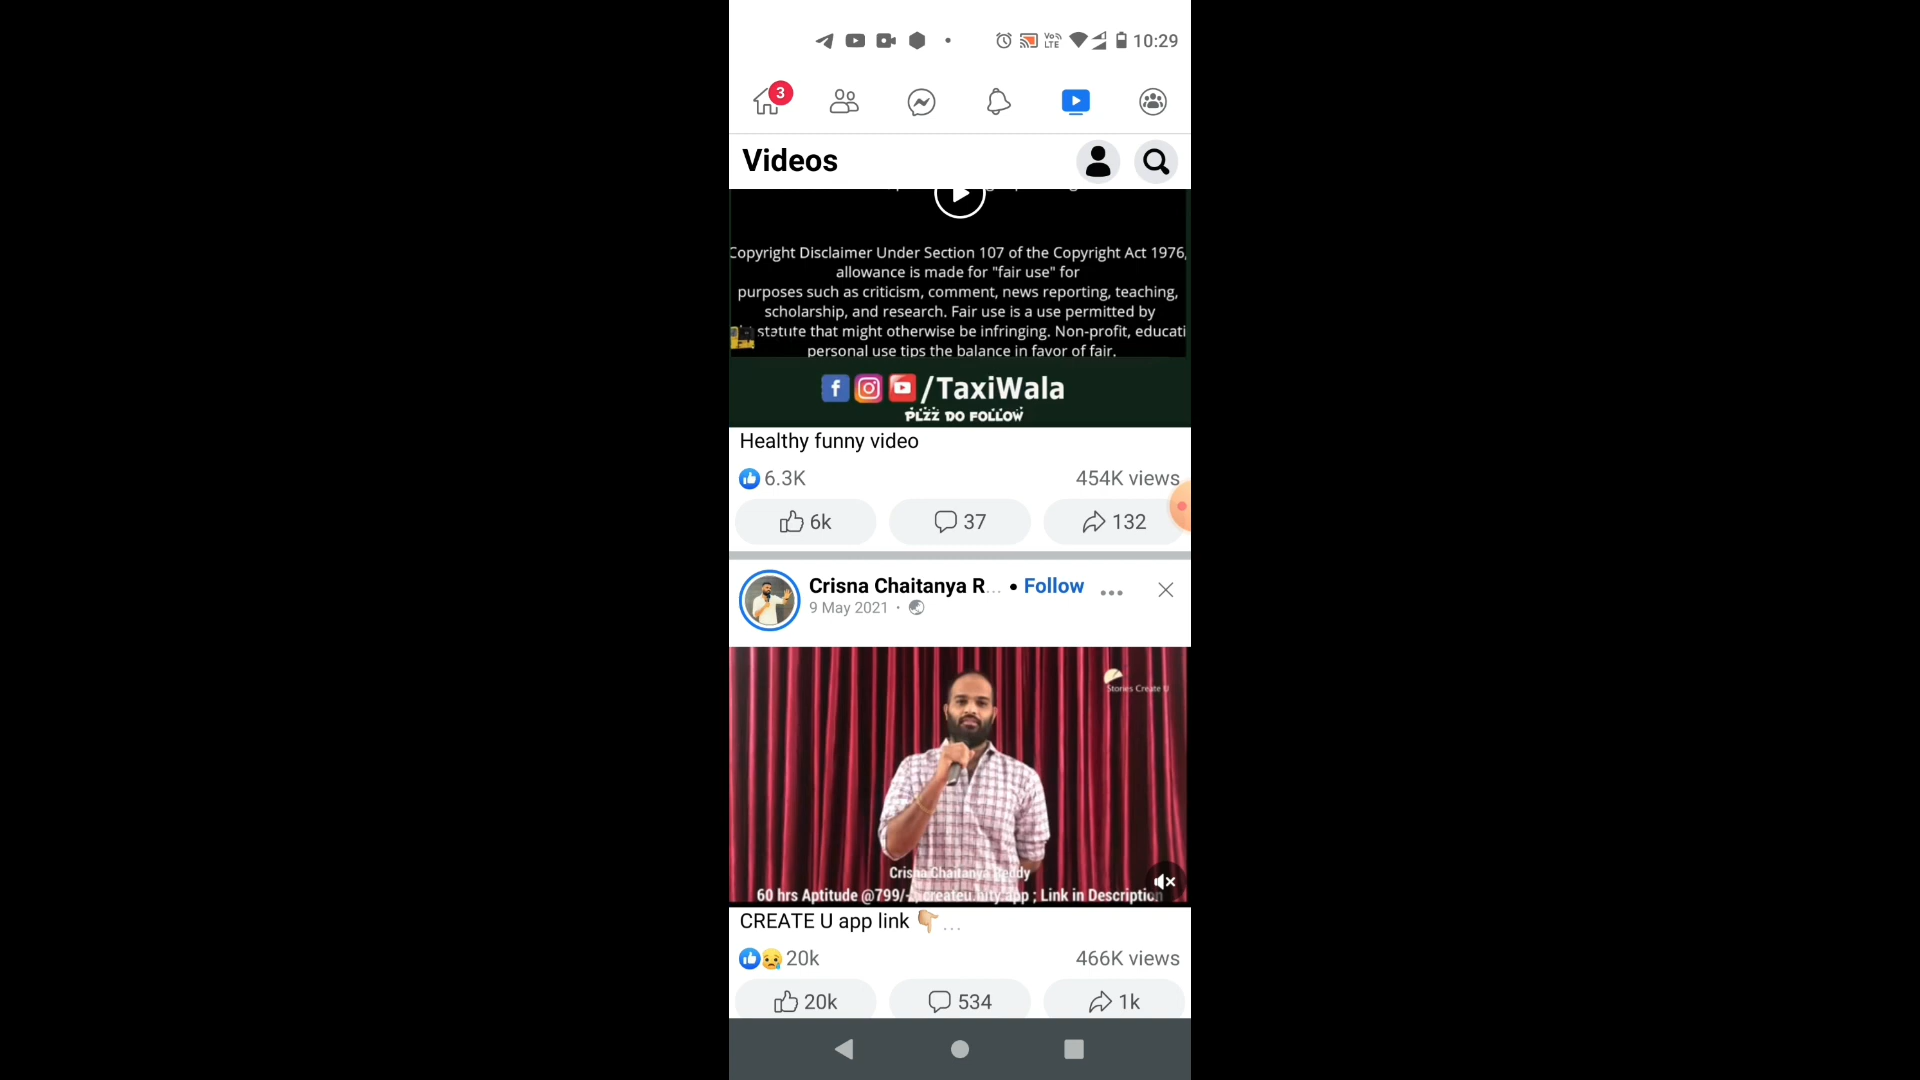 Vo))
LTE
10:29
3
Videos
Copyright Disclaimer Under Section 107 of the Copyright Act 1976,
allowance is made for "fair use" for
purposes such as criticism, comment, news reporting, teaching,
scholarship, and research. Fair use is a use permitted by
statute that might otherwise be infringing. Non-profit, educati
personal use tips the balance in favor of fair.
/TaxiWala
PLZZ DO FOLLOW
Healthy funny video
6.3K
454K views
6k
37
132
Crisna Chaitanya R... • Follow
9 May 2021 ·
Stories Create U
Crisna Chaitanya Reddy
60 hrs Aptitude @799/- ; Link in Description
CREATE U app link ...
20k
466K views
20k
534
1k